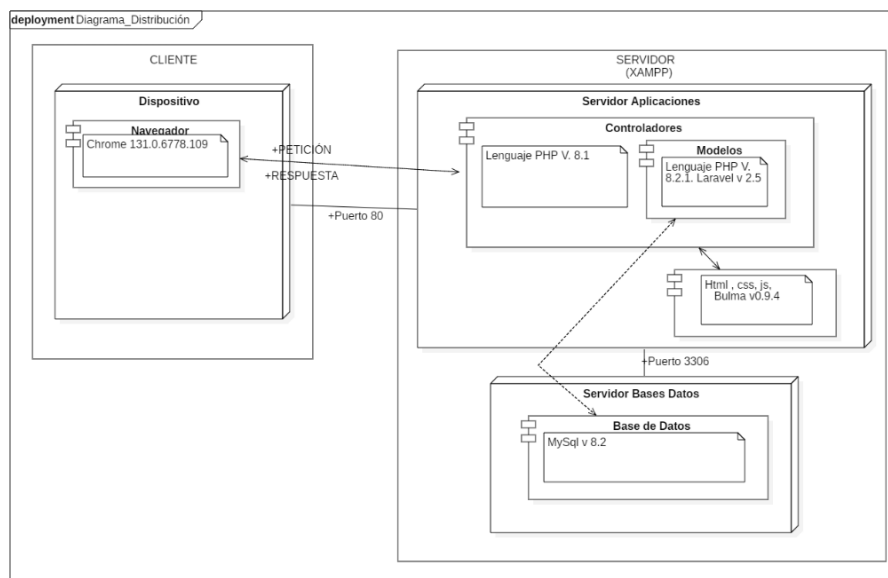 deployment Diagrama_Distribución
CLIENTE
Dispositivo
Navegador
Chrome 131.0.6778.109
+PETICIÓN
+RESPUESTA
+Puerto 80
SERVIDOR
(XAMPP)
Servidor Aplicaciones
Controladores
Lenguaje PHP V. 8.1
Modelos
Lenguaje PHP V.
8.2.1. Laravel v 2.5
Html , css, js,
Bulma v0.9.4
+Puerto 3306
Servidor Bases Datos
Base de Datos
MySql v 8.2